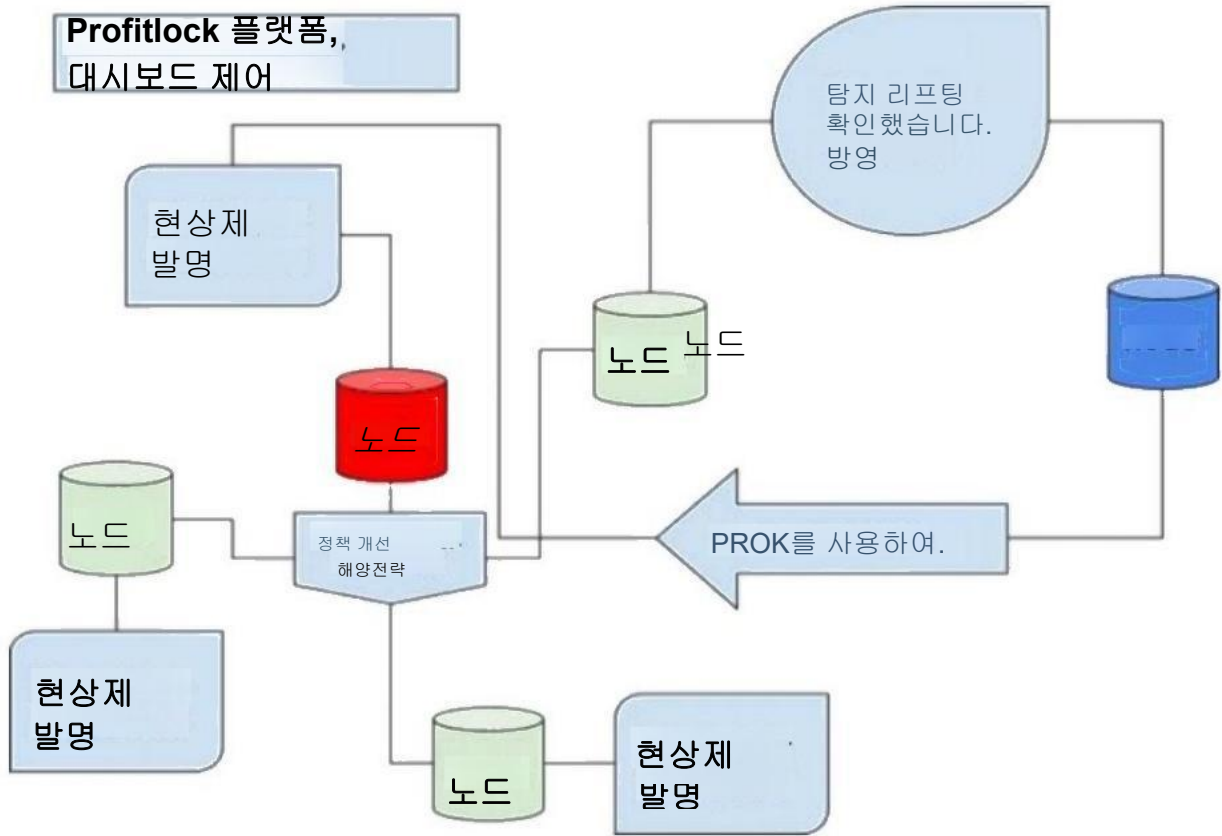 Profitlock 플랫폼,
대시보드 제어
탐지 리프팅
확인했습니다.
방영
현상제
발명
노드 노드
노드
노드
정책 개선
해양전략
PROK를 사용하여.
현상제
발명
노드
현상제
발명